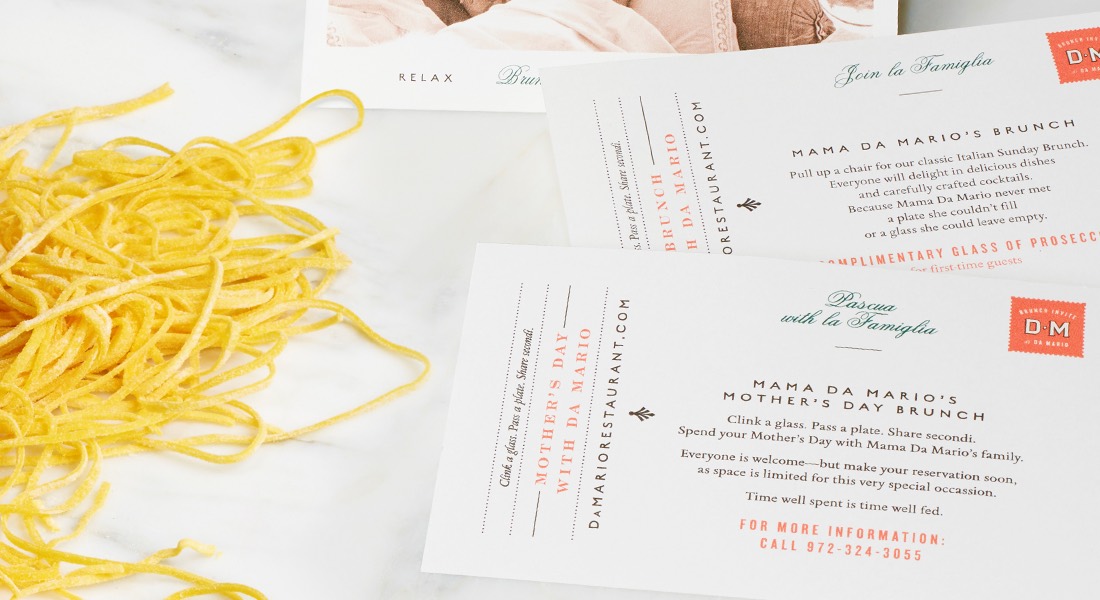 RELAX
Join la Famiglia
D·M
MAMA DA MARIO'S BRUNCH
Pull up a chair for our classic Italian Sunday Brunch.
Everyone will delight in delicious dishes
and carefully crafted cocktails.
Because Mama Da Mario never met
a plate she couldn't fill
or a glass she could leave empty.
COMPLIMENTARY GLASS OF PROSECCO
for first-time guests
Pass a plate. Share secondi.
BRUNCH
DA MARIO
ORESTAURANT.COM
Pascua
with la Famiglia
BRUNCH INVITE
D·M
at DA MARIO
MAMA DA MARIO'S
MOTHER'S DAY BRUNCH
Clink a glass. Pass a plate. Share secondi.
Spend your Mother's Day with Mama Da Mario's family.
Everyone is welcome—but make your reservation soon,
as space is limited for this very special occassion.
Time well spent is time well fed.
FOR MORE INFORMATION:
CALL 972-324-3055
Clink a glass. Pass a plate. Share secondi.
MOTHER'S DAY
WITH DA MARIO
DAMARIORESTAURANT.COM